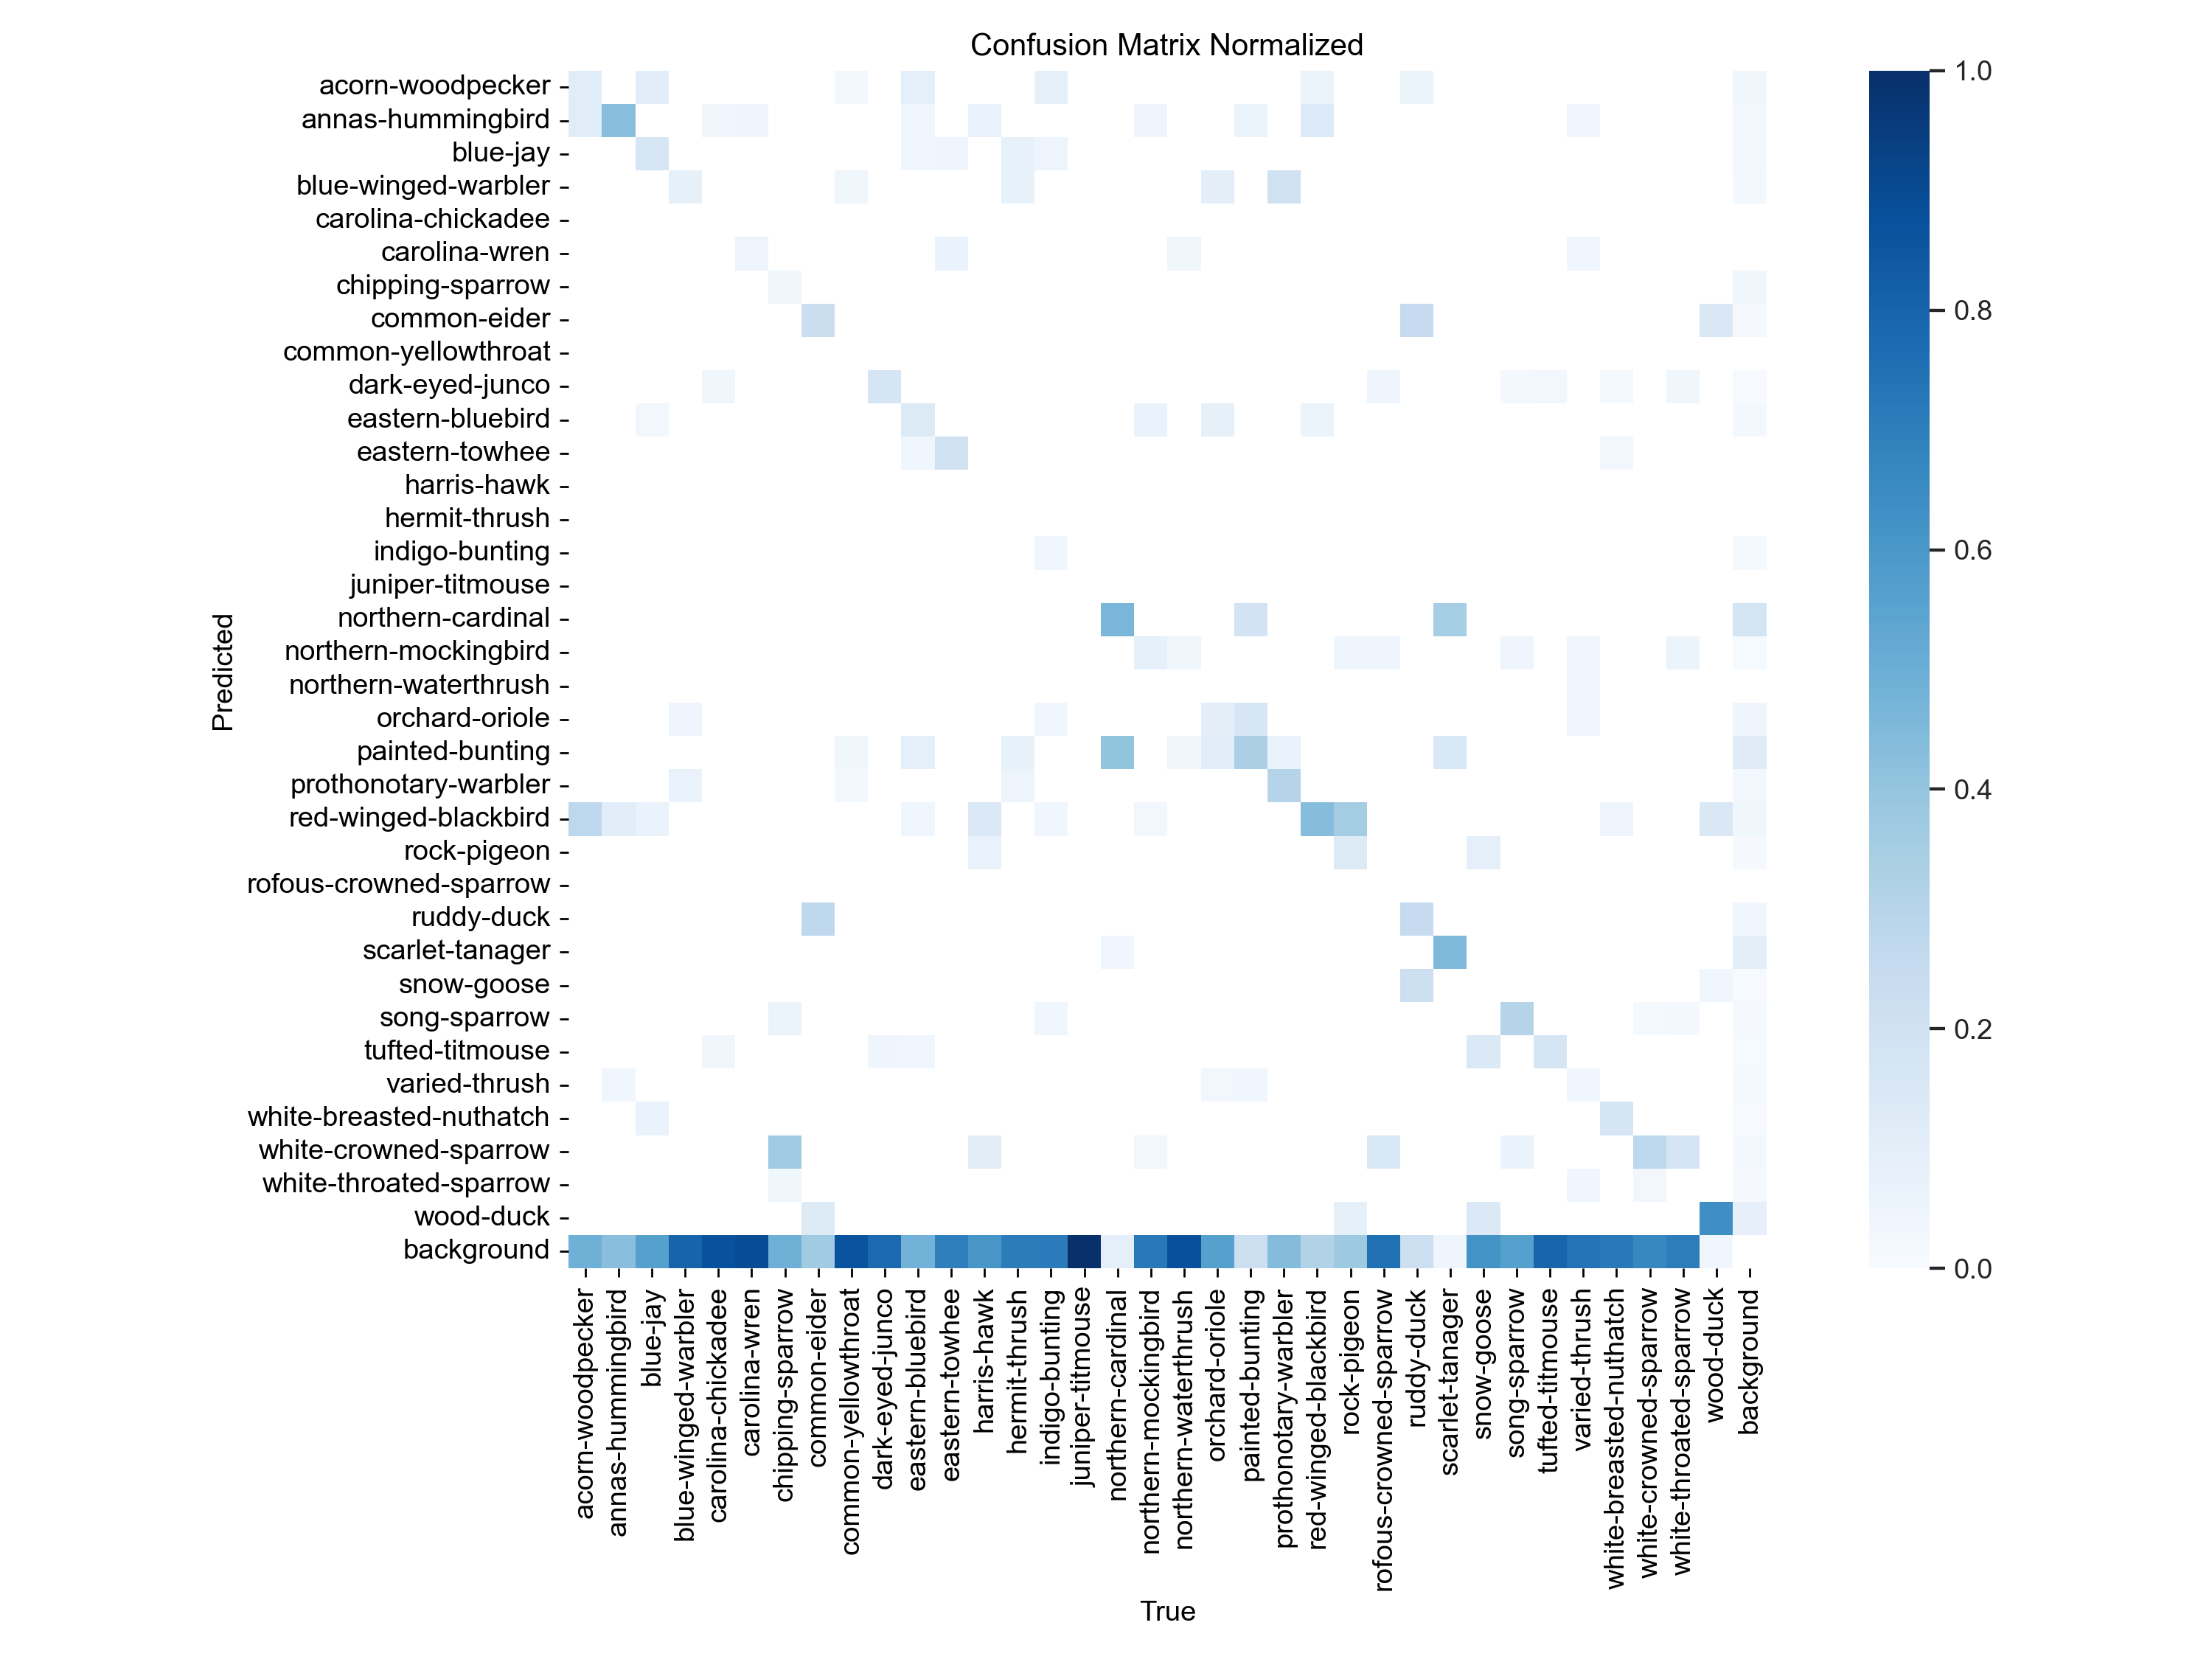 Confusion Matrix Normalized
acorn-woodpecker
annas-hummingbird
blue-jay
blue-winged-warbler
carolina-chickadee
carolina-wren
chipping-sparrow
common-eider
common-yellowthroat
dark-eyed-junco
eastern-bluebird
eastern-towhee
harris-hawk
hermit-thrush
indigo-bunting
juniper-titmouse
northern-cardinal
northern-mockingbird
northern-waterthrush
orchard-oriole
painted-bunting
prothonotary-warbler
red-winged-blackbird
rock-pigeon
rofous-crowned-sparrow
ruddy-duck
scarlet-tanager
snow-goose
song-sparrow
tufted-titmouse
varied-thrush
white-breasted-nuthatch
white-crowned-sparrow
white-throated-sparrow
wood-duck
background
Predicted
acorn-woodpecker
annas-hummingbird
blue-jay
blue-winged-warbler
carolina-chickadee
carolina-wren
chipping-sparrow
common-eider
common-yellowthroat
dark-eyed-junco
eastern-bluebird
eastern-towhee
harris-hawk
hermit-thrush
indigo-bunting
juniper-titmouse
northern-cardinal
northern-mockingbird
northern-waterthrush
orchard-oriole
painted-bunting
prothonotary-warbler
red-winged-blackbird
rock-pigeon
rofous-crowned-sparrow
ruddy-duck
scarlet-tanager
snow-goose
song-sparrow
tufted-titmouse
varied-thrush
white-breasted-nuthatch
white-crowned-sparrow
white-throated-sparrow
wood-duck
background
True
1.0
0.8
0.6
0.4
0.2
0.0